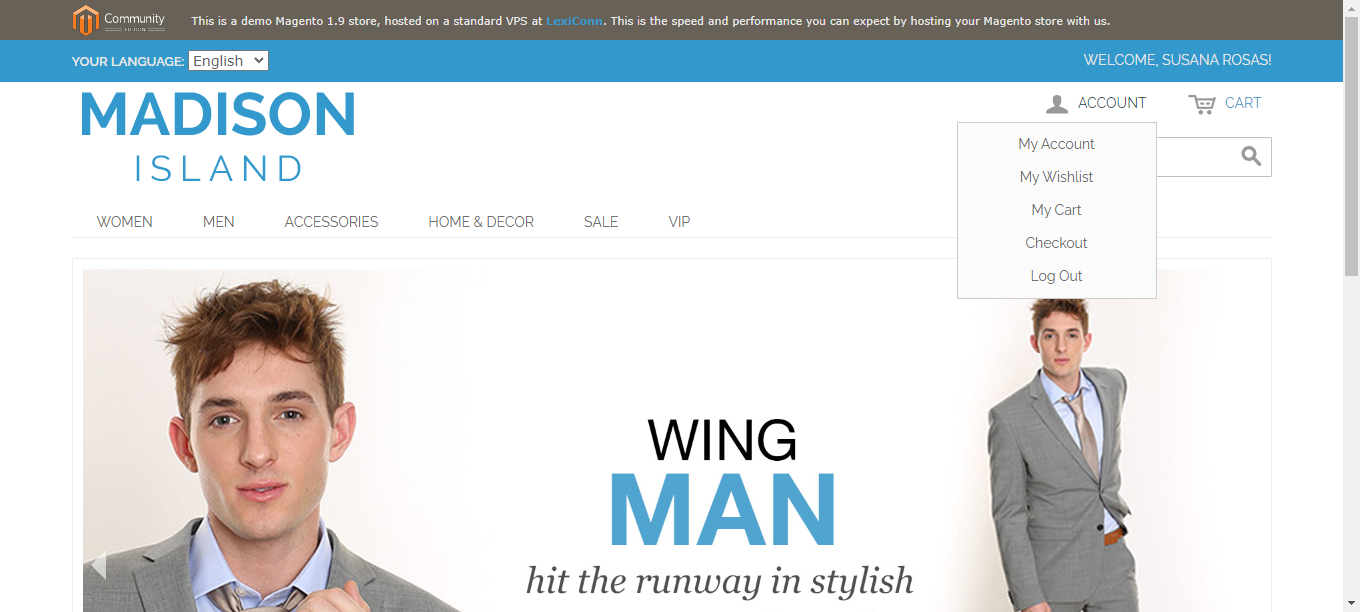 Community
This is a demo Magento 1.9 store, hosted on a standard VPS at LexiConn. This is the speed and performance you can expect by hosting your Magento store with us.
YOUR LANGUAGE: English
WELCOME, SUSANA ROSAS!
MADISON
ISLAND
ACCOUNT
CART
My Account
My Wishlist
My Cart
Checkout
Log Out
WOMEN MEN ACCESSORIES HOME & DECOR SALE VIP
WING
MAN
hit the runway in stylish